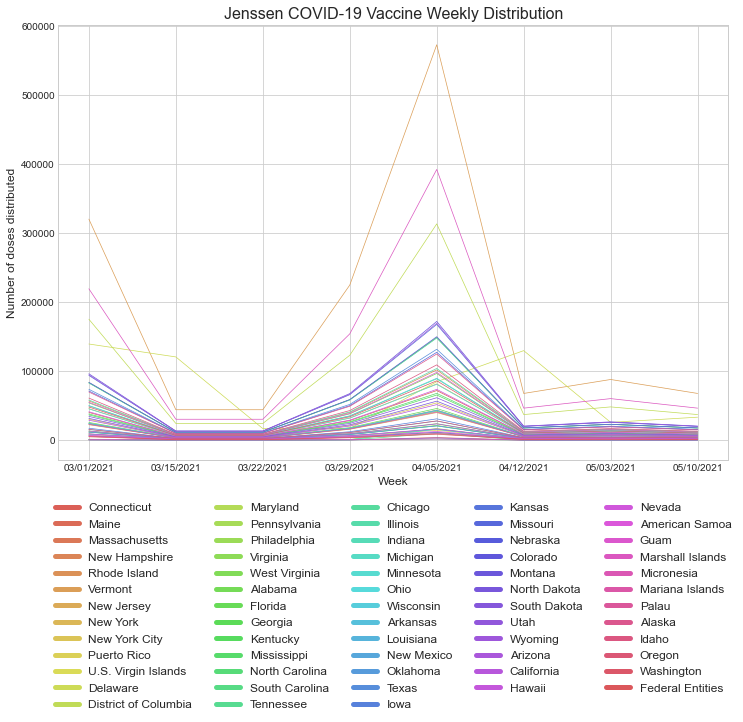 Jenssen COVID-19 Vaccine Weekly Distribution
600000
500000
400000
300000
200000
100000
0
Number of doses distributed
03/01/2021 03/15/2021 03/22/2021 03/29/2021 04/05/2021 04/12/2021 05/03/2021 05/10/2021
Week
Connecticut
Maine
Massachusetts
New Hampshire
Rhode Island
Vermont
New Jersey
New York
New York City
Puerto Rico
U.S. Virgin Islands
Delaware
District of Columbia
Maryland
Pennsylvania
Philadelphia
Virginia
West Virginia
Alabama
Florida
Georgia
Kentucky
Mississippi
North Carolina
South Carolina
Tennessee
Chicago
Illinois
Indiana
Michigan
Minnesota
Ohio
Wisconsin
Arkansas
Louisiana
New Mexico
Oklahoma
Texas
Iowa
Kansas
Missouri
Nebraska
Colorado
Montana
North Dakota
South Dakota
Utah
Wyoming
Arizona
California
Hawaii
Nevada
American Samoa
Guam
Marshall Islands
Micronesia
Mariana Islands
Palau
Alaska
Idaho
Oregon
Washington
Federal Entities